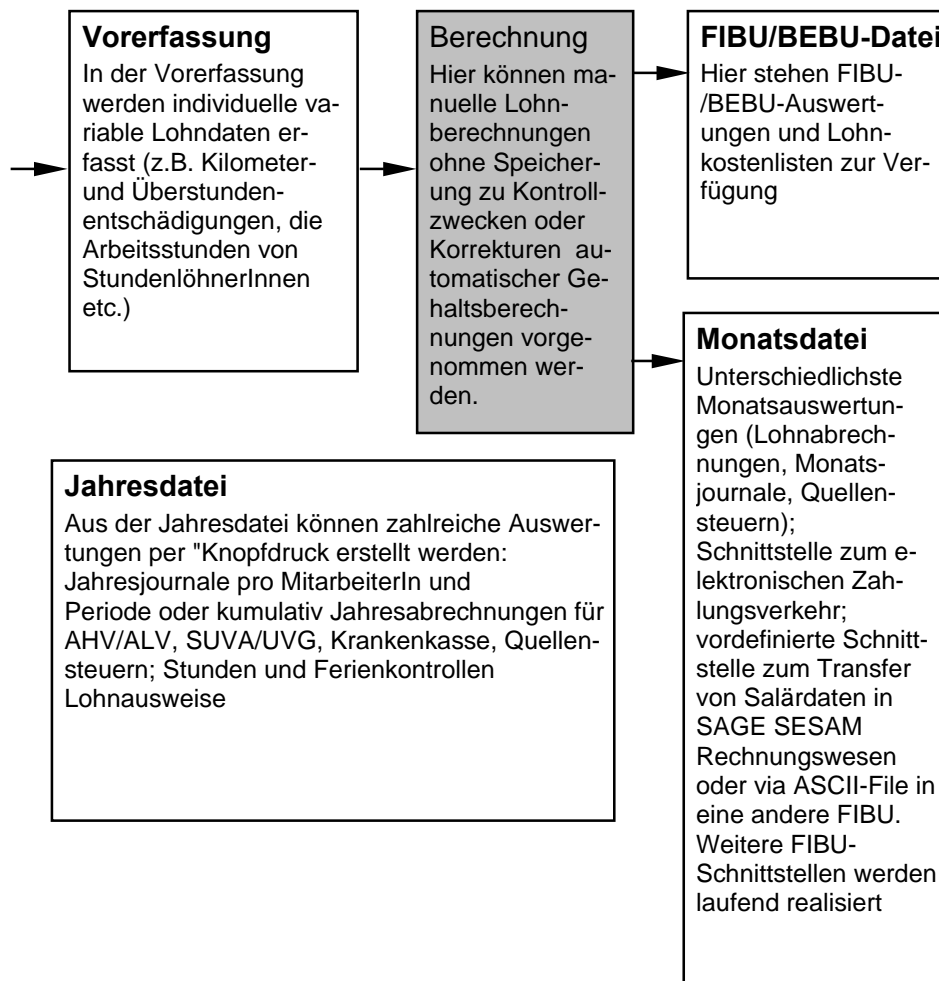 Vorerfassung
In der Vorerfassung
werden individuelle va-
riable Lohndaten er-
fasst (z.B. Kilometer-
und Überstunden-
entschädigungen, die
Arbeitsstunden von
StundenlöhnerInnen
etc.)
Berechnung
Hier können ma-
nuelle Lohn-
berechnungen
ohne Speicher-
ung zu Kontroll-
zwecken oder
Korrekturen au-
tomatischer Ge-
haltsberech-
nungen vorge-
nommen wer-
den.
FIBU/BEBU-Datei
Hier stehen FIBU-
/BEBU-Auswert-
ungen und Lohn-
kostenlisten zur Ver-
fügung
Monatsdatei
Unterschiedlichste
Monatsauswertun-
gen (Lohnabrech-
nungen, Monats-
journale, Quellen-
steuern);
Schnittstelle zum e-
lektronischen Zah-
lungsverkehr;
vordefinierte Schnitt-
stelle zum Transfer
von Salärdaten in
SAGE SESAM
Rechnungswesen
oder via ASCII-File in
eine andere FIBU.
Weitere FIBU-
Schnittstellen werden
laufend realisiert
Jahresdatei
Aus der Jahresdatei können zahlreiche Auswer-
tungen per "Knopfdruck erstellt werden:
Jahresjournale pro MitarbeiterIn und
Periode oder kumulativ Jahresabrechnungen für
AHV/ALV, SUVA/UVG, Krankenkasse, Quellen-
steuern; Stunden und Ferienkontrollen
Lohnausweise